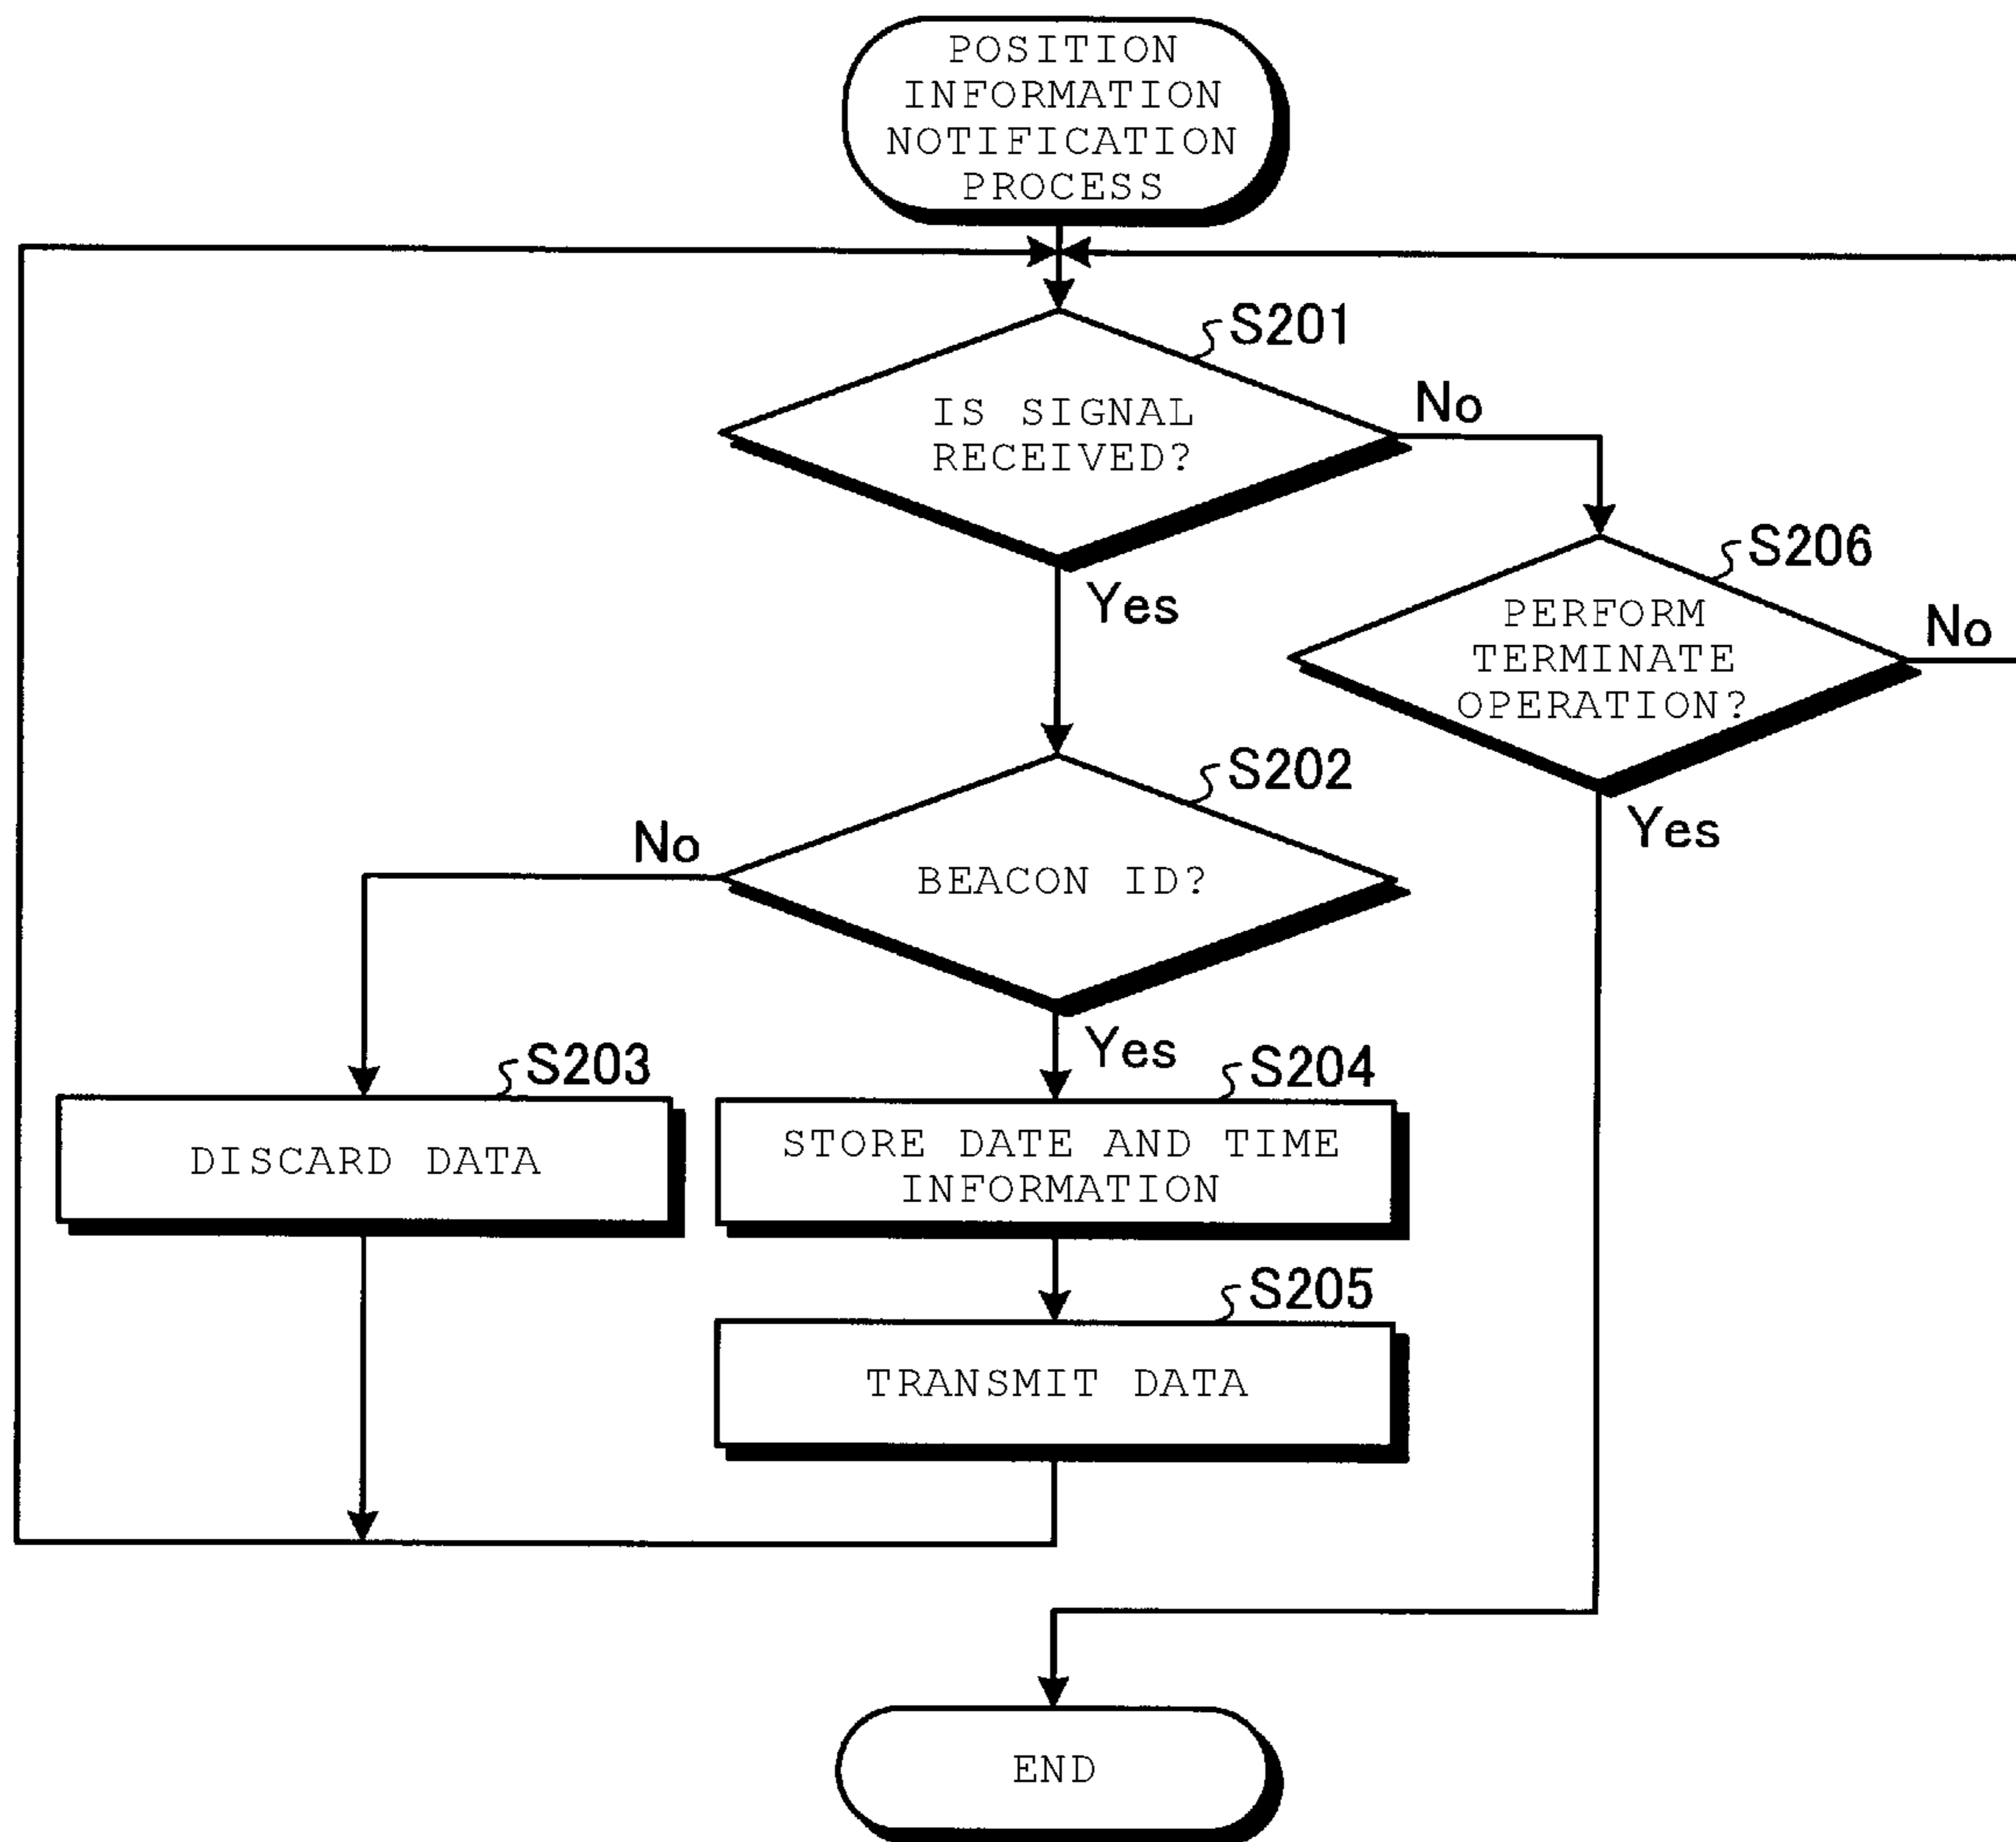 POSITION
INFORMATION
NOTIFICATION
PROCESS
S201
IS SIGNAL
RECEIVED?
No
Yes
S206
PERFORM
TERMINATE
OPERATION?
No
Yes
S202
BEACON ID?
No
Yes
S203
DISCARD DATA
S204
STORE DATE AND TIME
INFORMATION
S205
TRANSMIT DATA
END